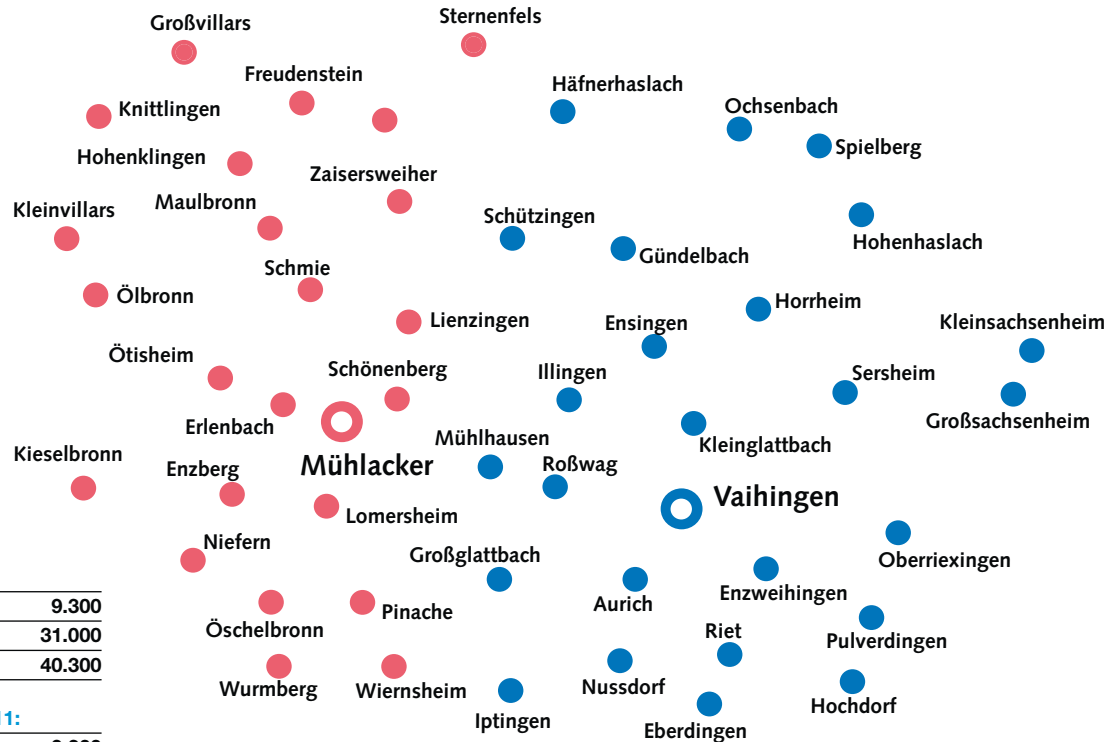 Großvillars
Sternenfels
Freudenstein
Häfnerhaslach
Knittlingen
Ochsenbach
Spielberg
Hohenklingen
Zaisersweiher
Maulbronn
Kleinvillars
Schützingen
Hohenhaslach
Gündelbach
Schmie
Ölbronn
Horrheim
Lienzingen
Ensingen
Kleinsachsenheim
Ötisheim
Schönenberg
Illingen
Sersheim
Großsachsenheim
Erlenbach
Mühlhausen
Kleinglattbach
Kieselbronn
Enzberg
Mühlacker
Roßwag
Vaihingen
Lomersheim
Niefern
Großglattbach
Oberriexingen
Enzweihingen
Aurich
9.300
Pinache
Öschelbronn
31.000
Riet
Pulverdingen
40.300
Wurmberg
Wiernsheim
Nussdorf
Hochdorf
Iptingen
Eberdingen
11: